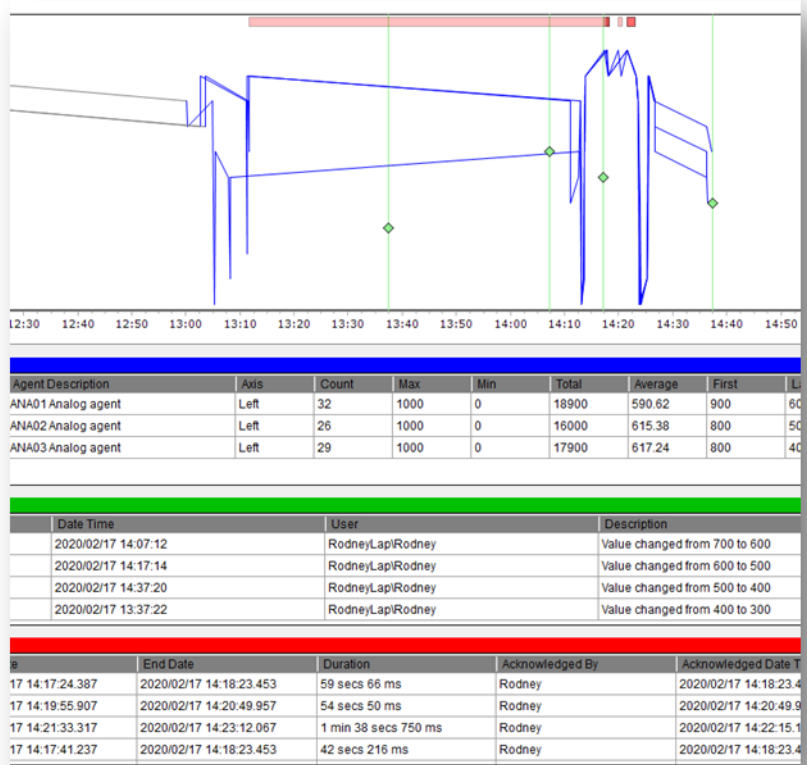 12:30 12:40 12:50 13:00 13:10 13:20 13:30 13:40 13:50 14:00 14:10 14:20 14:30 14:40 14:50
Agent Description Axis Count Max Min Total Average First
ANA01 Analog agent Left 32 1000 0 18900 590.62 900 60
ANA02 Analog agent Left 26 1000 0 16000 615.38 800 50
ANA03 Analog agent Left 29 1000 0 17900 617.24 800 40
Date Time User Description
2020/02/17 14:07:12 RodneyLap\Rodney Value changed from 700 to 600
2020/02/17 14:17:14 RodneyLap\Rodney Value changed from 600 to 500
2020/02/17 14:37:20 RodneyLap\Rodney Value changed from 500 to 400
2020/02/17 13:37:22 RodneyLap\Rodney Value changed from 400 to 300
e End Date Duration Acknowledged By Acknowledged Date T
17 14:17:24.387 2020/02/17 14:18:23.453 59 secs 66 ms Rodney 2020/02/17 14:18:23.4
17 14:19:55.907 2020/02/17 14:20:49.957 54 secs 50 ms Rodney 2020/02/17 14:20:49.9
17 14:21:33.317 2020/02/17 14:23:12.067 1 min 38 secs 750 ms Rodney 2020/02/17 14:22:15.1
17 14:17:41.237 2020/02/17 14:18:23.453 42 secs 216 ms Rodney 2020/02/17 14:18:23.4